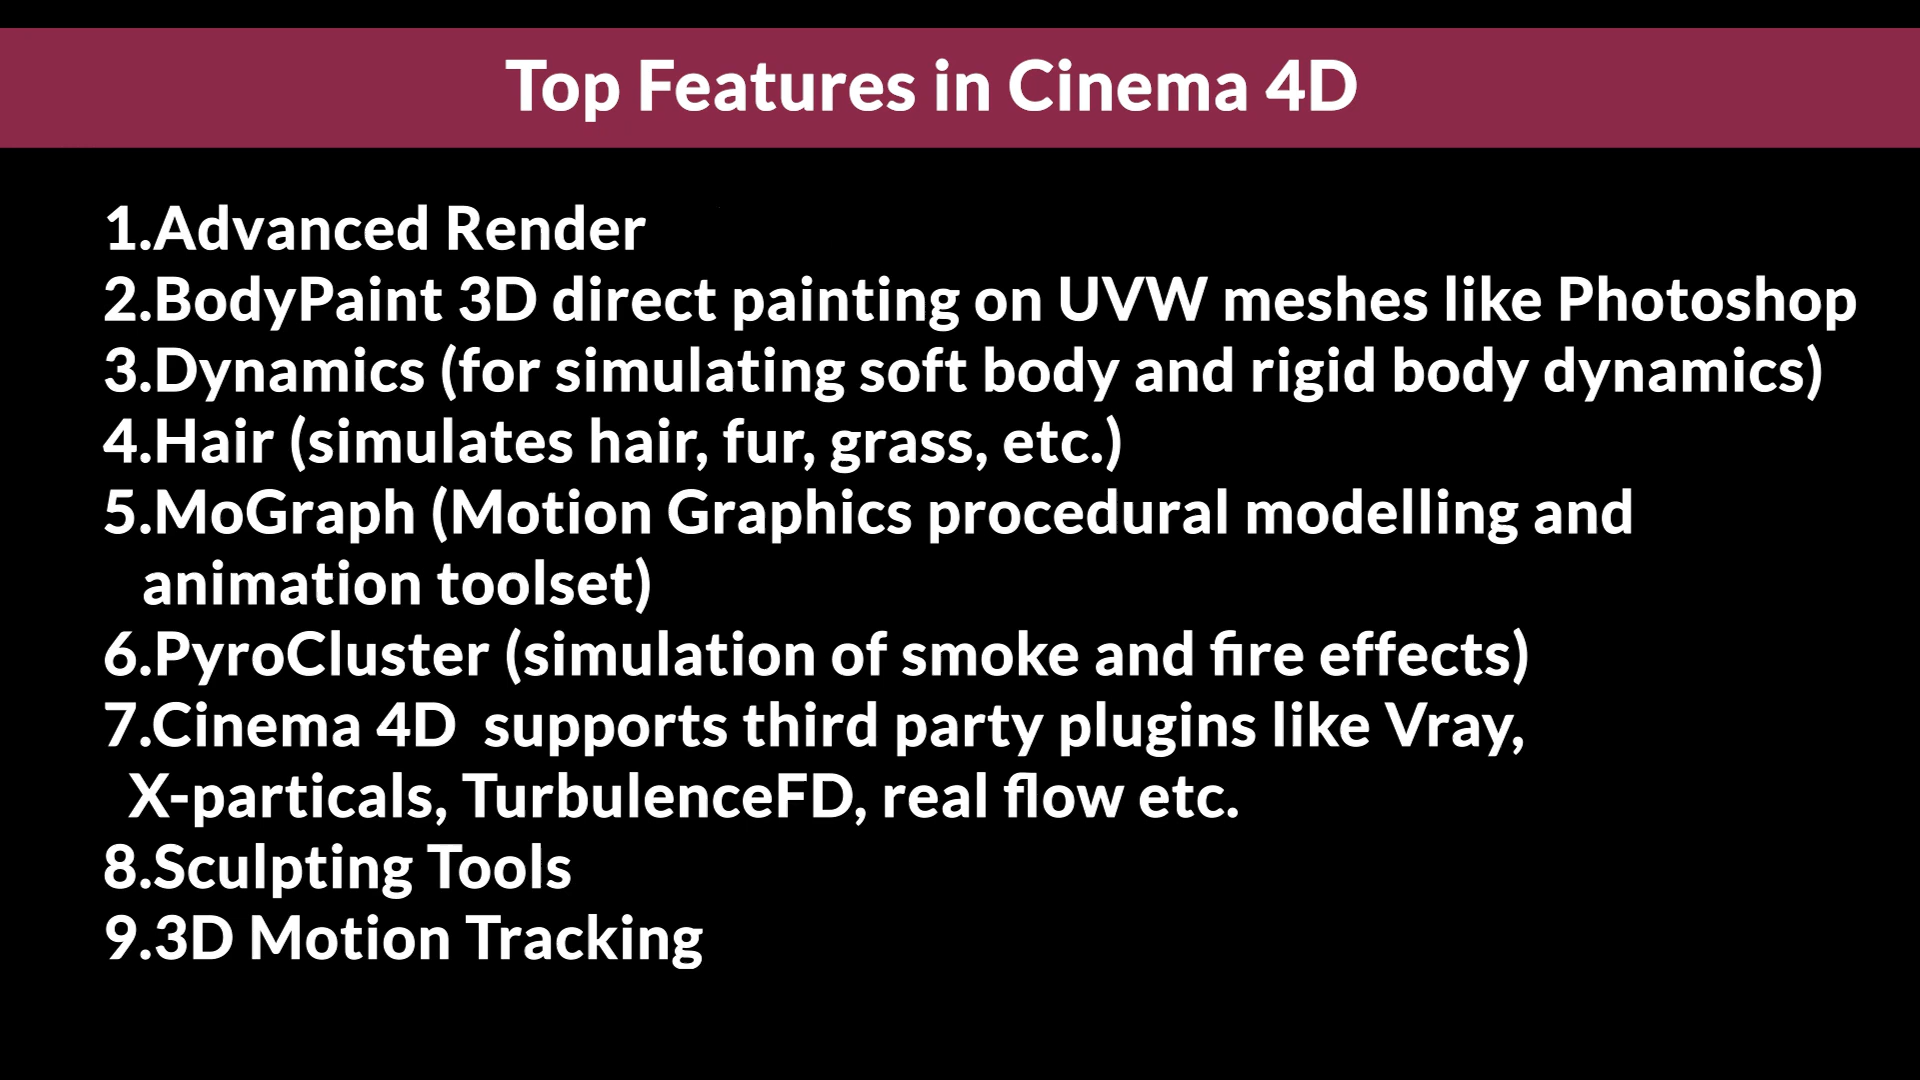 Top Features in Cinema 4D
1.Advanced Render
2.BodyPaint 3D direct painting on UVW meshes like Photoshop
3.Dynamics (for simulating soft body and rigid body dynamics)
4.Hair (simulates hair, fur, grass, etc.)
5.MoGraph (Motion Graphics procedural modelling and
animation toolset)
6.PyroCluster (simulation of smoke and fire effects)
7.Cinema 4D  supports third party plugins like Vray,
X-particals, TurbulenceFD, real flow etc.
8.Sculpting Tools
9.3D Motion Tracking